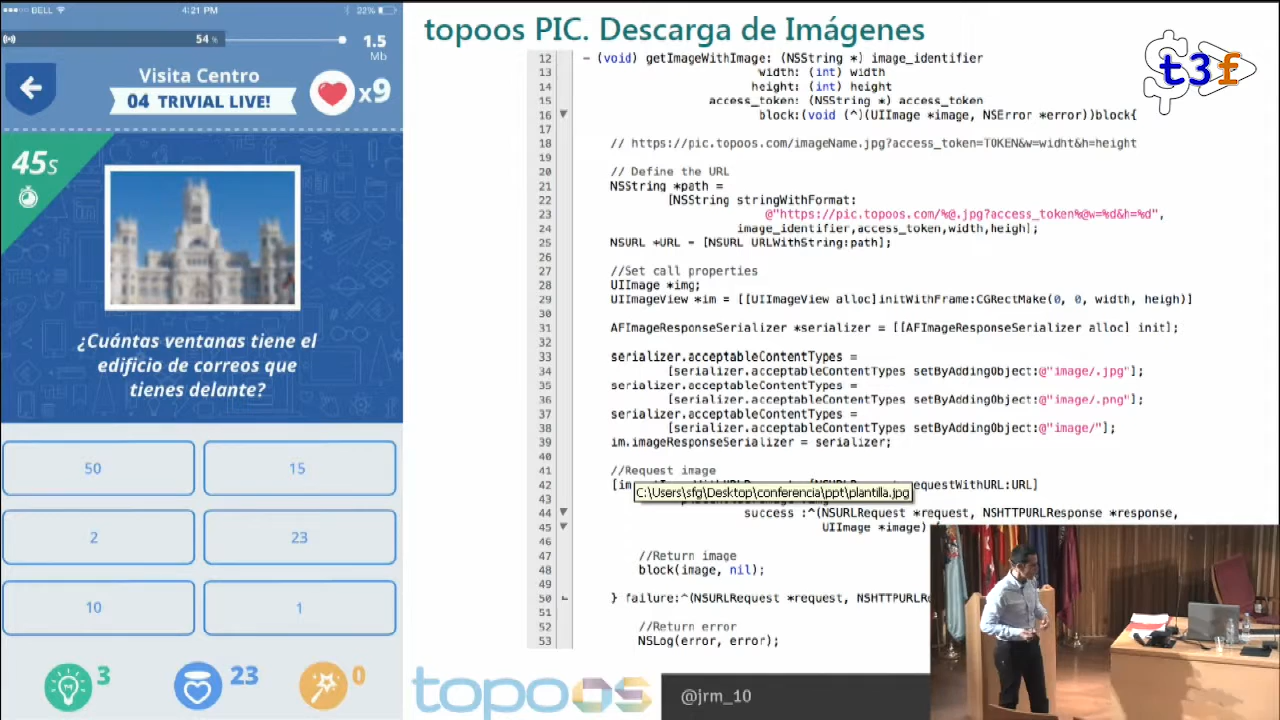 BELL
4:21 PM
22%
54 %
1.5
Mb
Visita Centro
04 TRIVIAL LIVE!
x9
45s
¿Cuántas ventanas tiene el
edificio de correos que
tienes delante?
50
15
2
23
10
1
3
23
0
topoos PIC. Descarga de Imágenes
t3f
12 – (void) getImageWithImage: (NSString *) image_identifier
13 width: (int) width
14 height: (int) height
15 access_token: (NSString *) access_token
16 block:(void (^)(UIImage *image, NSError *error))block{
17
18 // https://pic.topoos.com/imageName.jpg?access_token=TOKEN&w=widht&h=height
19
20 // Define the URL
21 NSString *path =
22 [NSString stringWithFormat:
23 @"https://pic.topoos.com/%@.jpg?access_token%@w=%d&h=%d",
24 image_identifier,access_token,width,heigh];
25 NSURL *URL = [NSURL URLWithString:path];
26
27 //Set call properties
28 UIImage *img;
29 UIImageView *im = [[UIImageView alloc]initWithFrame:CGRectMake(0, 0, width, heigh)]
30
31 AFImageResponseSerializer *serializer = [[AFImageResponseSerializer alloc] init];
32
33 serializer.acceptableContentTypes =
34 [serializer.acceptableContentTypes setByAddingObject:@"image/.jpg"];
35 serializer.acceptableContentTypes =
36 [serializer.acceptableContentTypes setByAddingObject:@"image/.png"];
37 serializer.acceptableContentTypes =
38 [serializer.acceptableContentTypes setByAddingObject:@"image/"];
39 im.imageResponseSerializer = serializer;
40
41 //Request image
42 [im requestWithURL:URL]
C:\Users\sfg\Desktop\conferencia\ppt\plantilla.jpg
43
44 success :^(NSURLRequest *request, NSHTTPURLResponse *response,
45 UIImage *image) {
46
47 //Return image
48 block(image, nil);
49
50 } failure:^(NSURLRequest *request, NSHTTPURLR
51
52 //Return error
53 NSLog(error, error);
topoos
@jrm_10